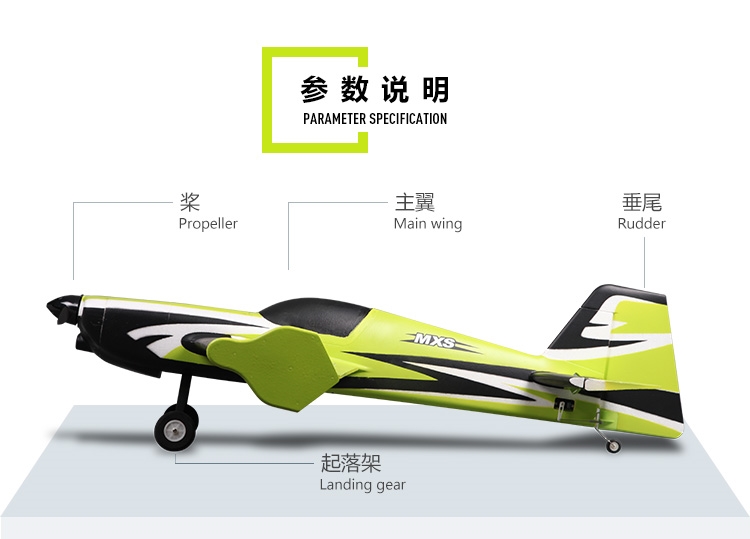 参数说明
PARAMETER SPECIFICATION
桨
Propeller
主翼
Main wing
垂尾
Rudder
MXS
起落架
Landing gear